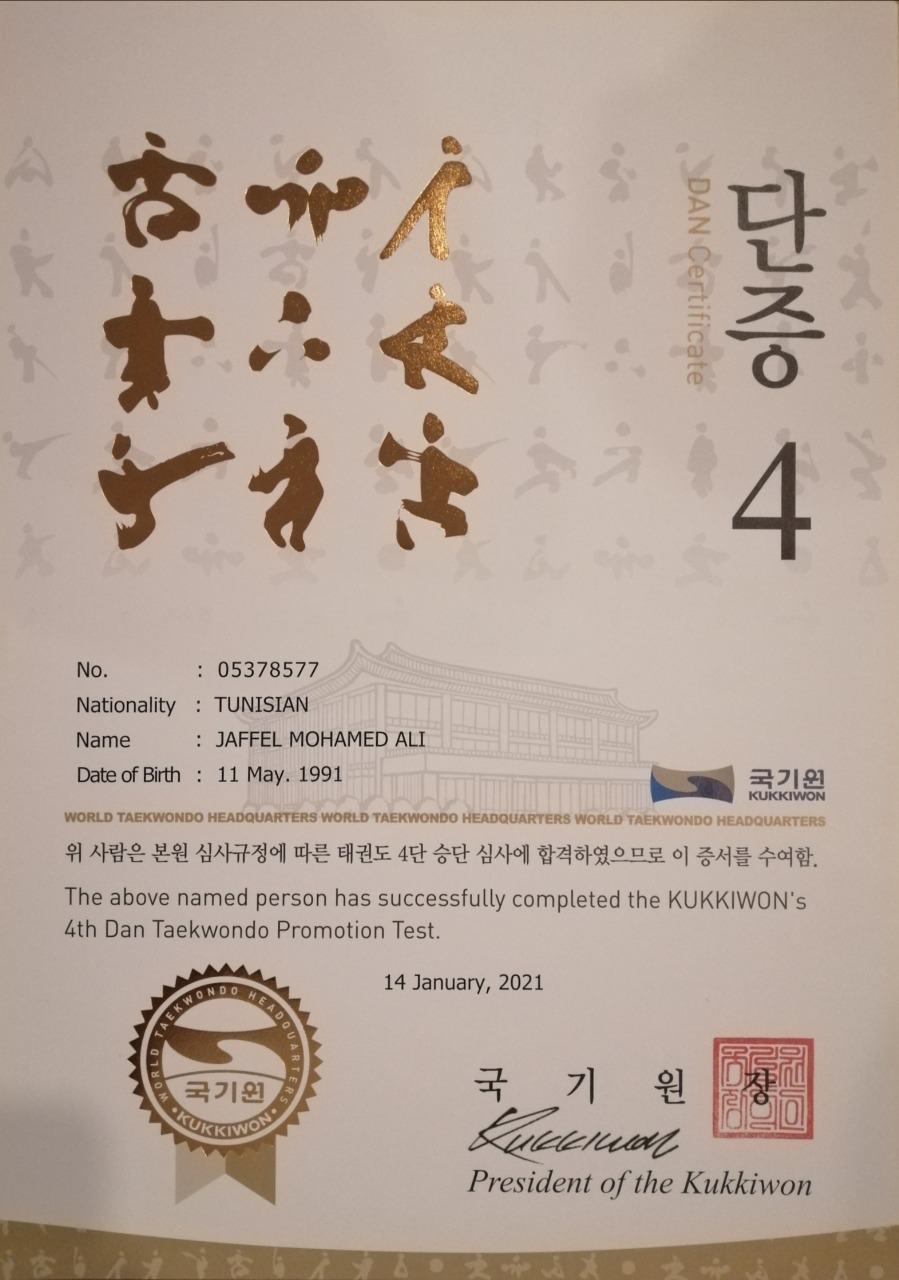 단증
DAN Certificate
4
No. : 05378577
Nationality : TUNISIAN
Name : JAFFEL MOHAMED ALI
Date of Birth : 11 May. 1991
국기원
KUKKIWON
WORLD TAEKWONDO HEADQUARTERS WORLD TAEKWONDO HEADQUARTERS WORLD TAEKWONDO HEADQUARTERS
위 사람은 본원 심사규정에 따른 태권도 4단 승단 심사에 합격하였으므로 이 증서를 수여함.
The above named person has successfully completed the KUKKIWON's
4th Dan Taekwondo Promotion Test.
14 January, 2021
WORLD TAEKWONDO HEADQUARTERS
국기원
KUKKIWON
국 기 원 장
Kukkiwon
President of the Kukkiwon